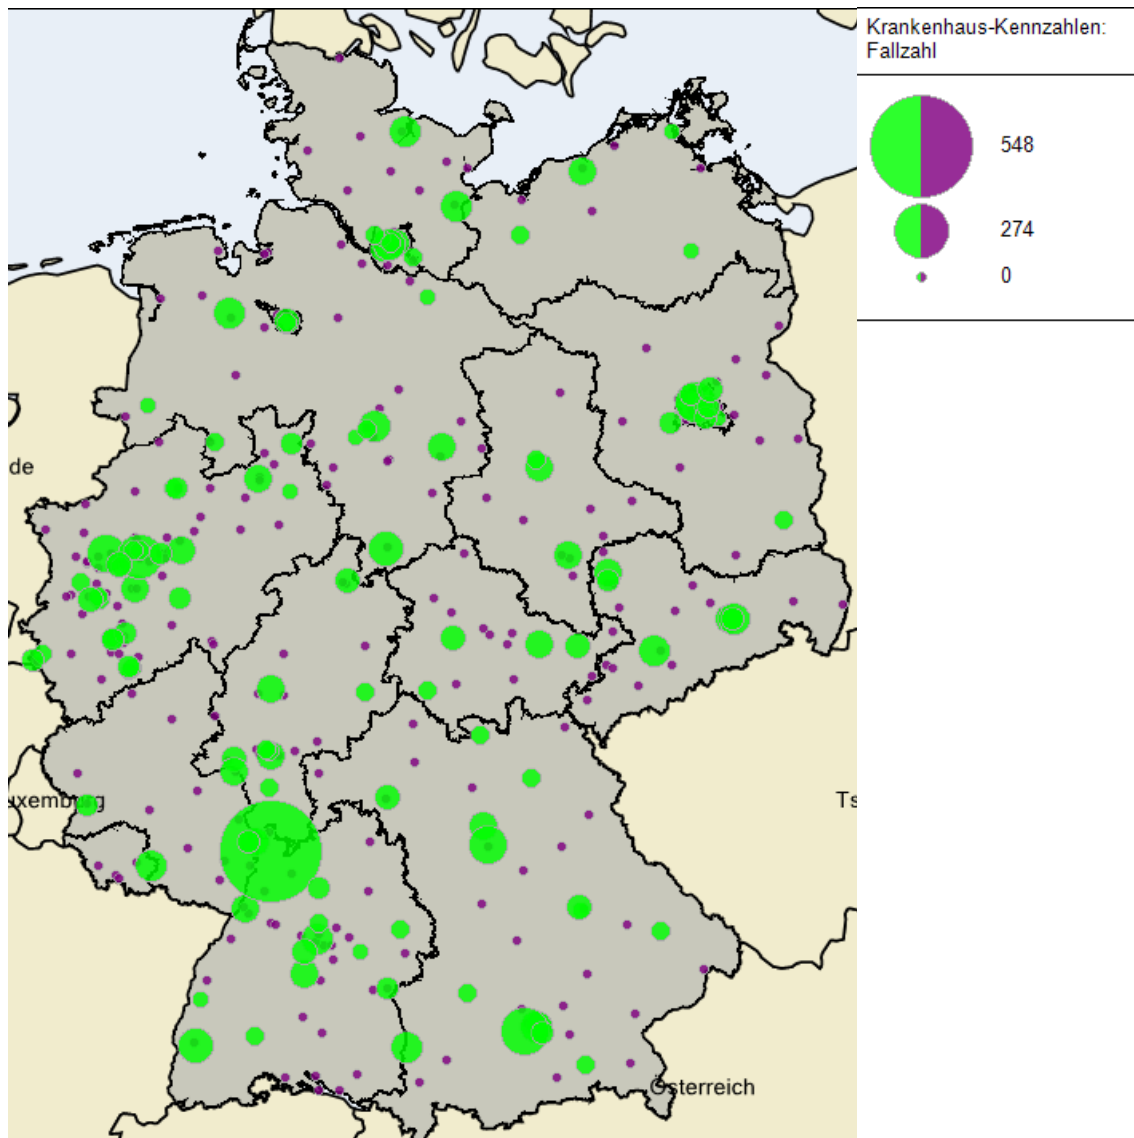 Krankenhaus-Kennzahlen:
Fallzahl
548
274
0
de
uxemburg
Ts
Österreich